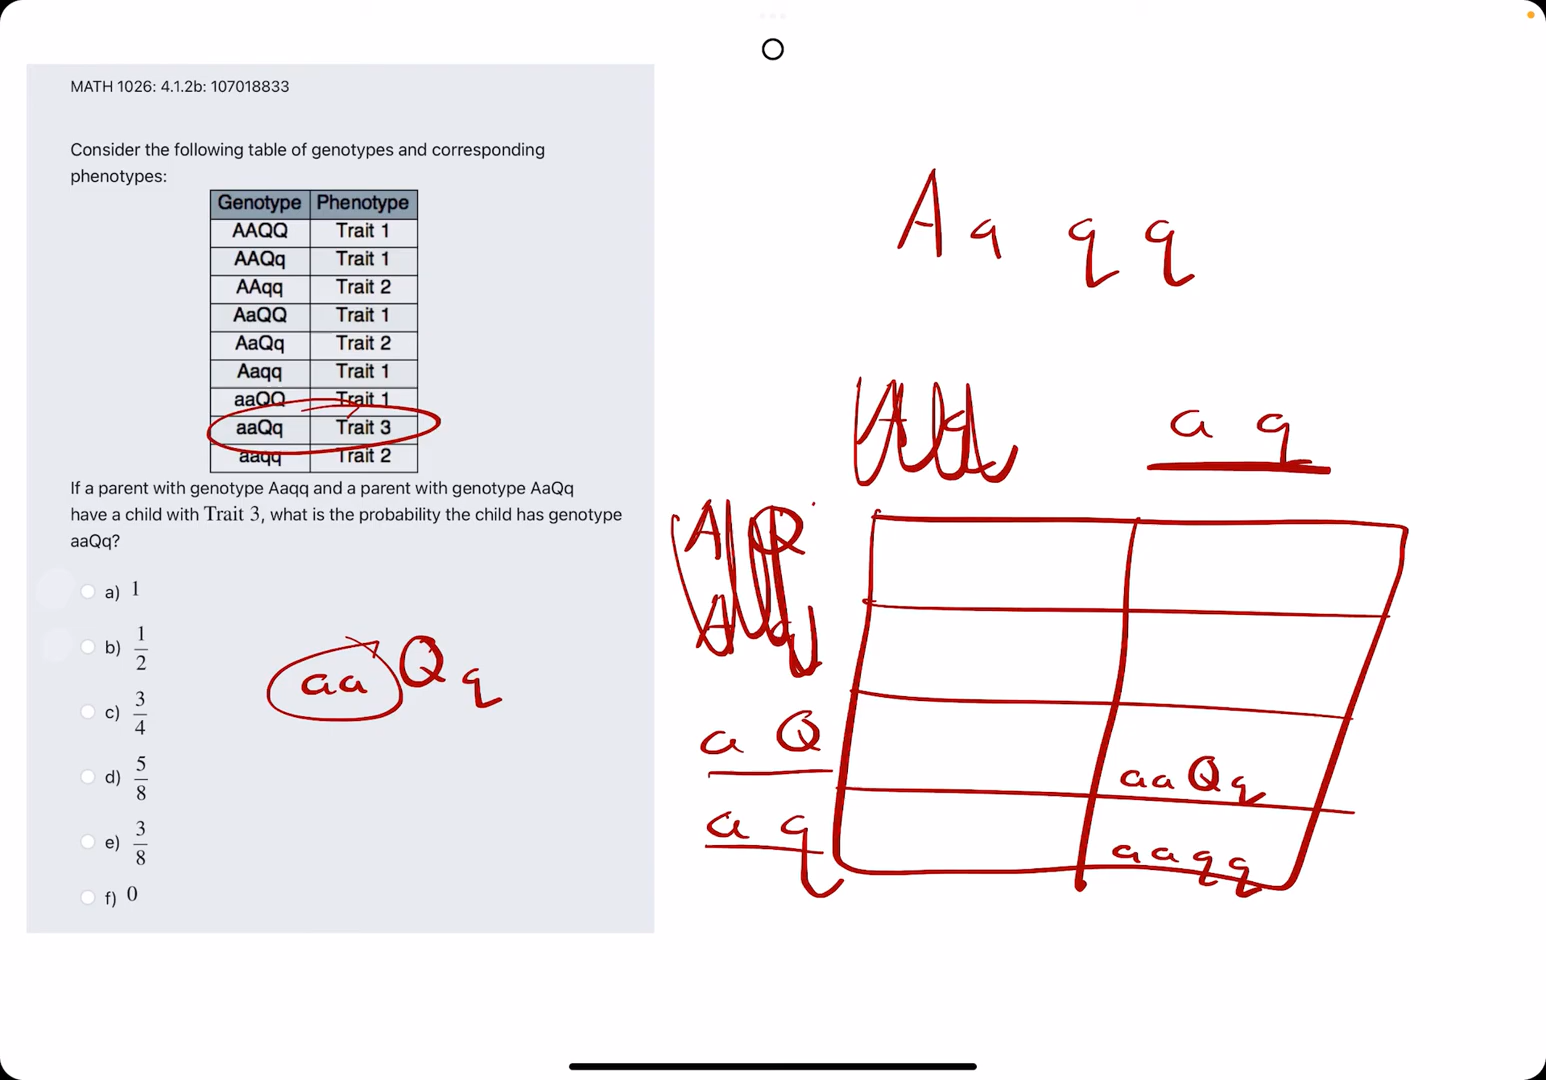 MATH 1026: 4.1.2b: 107018833
Consider the following table of genotypes and corresponding
phenotypes:
Genotype Phenotype
AAQQ Trait 1
AAQq Trait 1
AAqq Trait 2
AaQQ Trait 1
AaQq Trait 2
Aaqq Trait 1
aaQQ Trait 1
aaQq Trait 3
aaqq Trait 2
If a parent with genotype Aaqq and a parent with genotype AaQq
have a child with Trait 3, what is the probability the child has genotype
aaQq?
a) 1
b) 1/2
c) 3/4
d) 5/8
e) 3/8
f) 0
aa Q q
A a q q
a q
A Q
A q
a Q
a q
aa Q q
a a q q